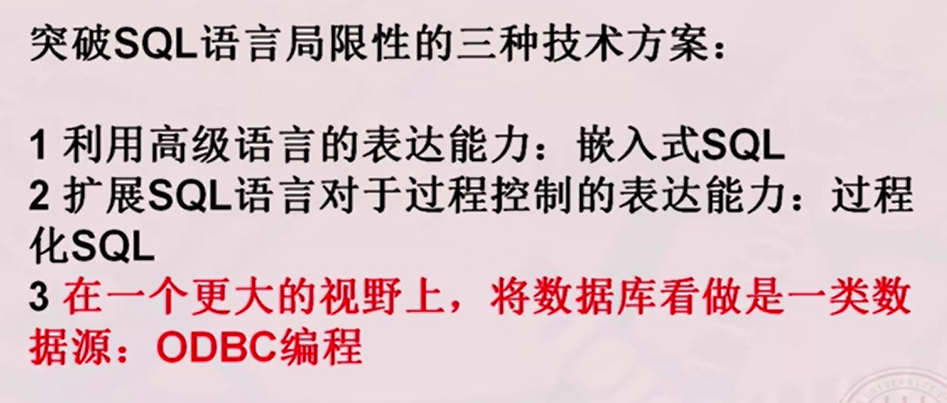 突破SQL语言局限性的三种技术方案：
1 利用高级语言的表达能力：嵌入式SQL
2 扩展SQL语言对于过程控制的表达能力：过程
化SQL
3 在一个更大的视野上，将数据库看做是一类数
据源：ODBC编程